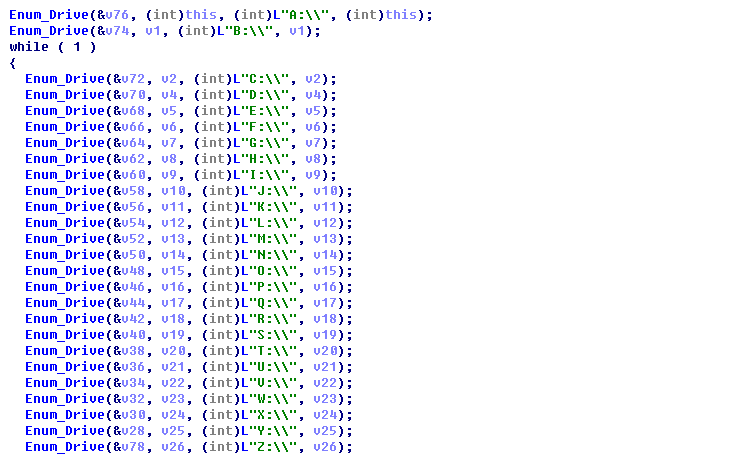 Enum_Drive(&v76, (int)this, (int)L"A:\\", (int)this);
Enum_Drive(&v74, v1, (int)L"B:\\", v1);
while ( 1 )
{
Enum_Drive(&v72, v2, (int)L"C:\\", v2);
Enum_Drive(&v70, v4, (int)L"D:\\", v4);
Enum_Drive(&v68, v5, (int)L"E:\\", v5);
Enum_Drive(&v66, v6, (int)L"F:\\", v6);
Enum_Drive(&v64, v7, (int)L"G:\\", v7);
Enum_Drive(&v62, v8, (int)L"H:\\", v8);
Enum_Drive(&v60, v9, (int)L"I:\\", v9);
Enum_Drive(&v58, v10, (int)L"J:\\", v10);
Enum_Drive(&v56, v11, (int)L"K:\\", v11);
Enum_Drive(&v54, v12, (int)L"L:\\", v12);
Enum_Drive(&v52, v13, (int)L"M:\\", v13);
Enum_Drive(&v50, v14, (int)L"N:\\", v14);
Enum_Drive(&v48, v15, (int)L"O:\\", v15);
Enum_Drive(&v46, v16, (int)L"P:\\", v16);
Enum_Drive(&v44, v17, (int)L"Q:\\", v17);
Enum_Drive(&v42, v18, (int)L"R:\\", v18);
Enum_Drive(&v40, v19, (int)L"S:\\", v19);
Enum_Drive(&v38, v20, (int)L"T:\\", v20);
Enum_Drive(&v36, v21, (int)L"U:\\", v21);
Enum_Drive(&v34, v22, (int)L"V:\\", v22);
Enum_Drive(&v32, v23, (int)L"W:\\", v23);
Enum_Drive(&v30, v24, (int)L"X:\\", v24);
Enum_Drive(&v28, v25, (int)L"Y:\\", v25);
Enum_Drive(&v78, v26, (int)L"Z:\\", v26);